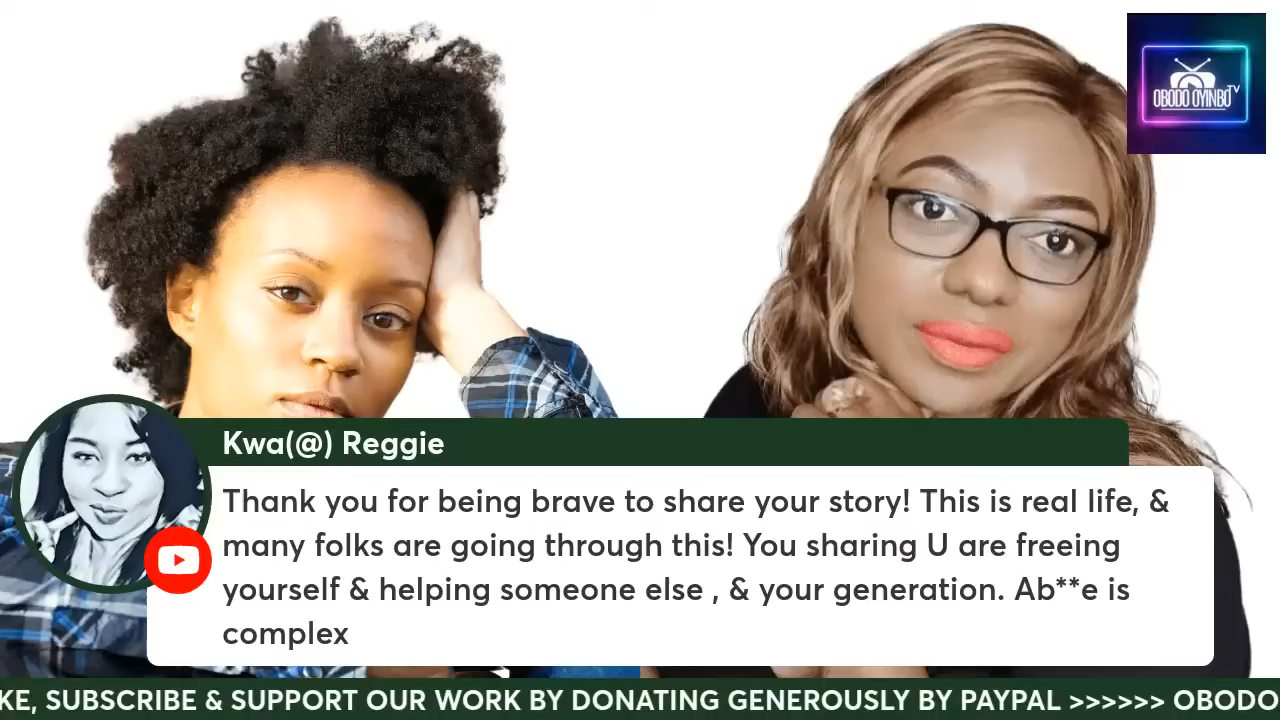 OBODO OYINBO TV
Kwa(@) Reggie
Thank you for being brave to share your story! This is real life, &
many folks are going through this! You sharing U are freeing
yourself & helping someone else , & your generation. Ab**e is
complex
KE, SUBSCRIBE & SUPPORT OUR WORK BY DONATING GENEROUSLY BY PAYPAL >>>>>> OBODO